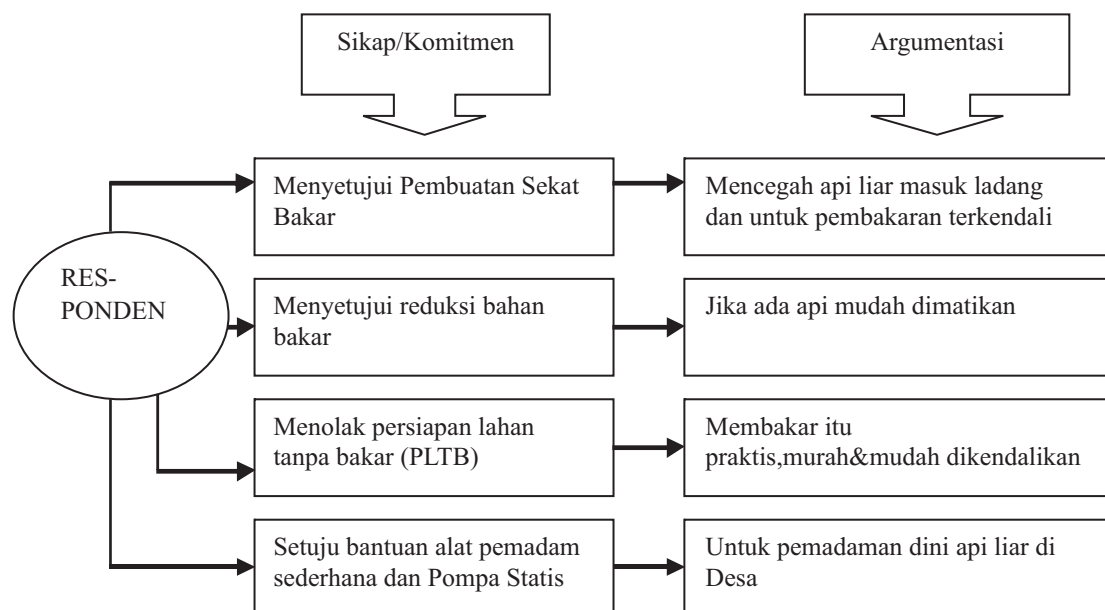 Sikap/Komitmen
Argumentasi
RES-
PONDEN
Menyetujui Pembuatan Sekat
Bakar
Mencegah api liar masuk ladang
dan untuk pembakaran terkendali
Menyetujui reduksi bahan
bakar
Jika ada api mudah dimatikan
Menolak persiapan lahan
tanpa bakar (PLTB)
Membakar itu
praktis,murah&mudah dikendalikan
Setuju bantuan alat pemadam
sederhana dan Pompa Statis
Untuk pemadaman dini api liar di
Desa